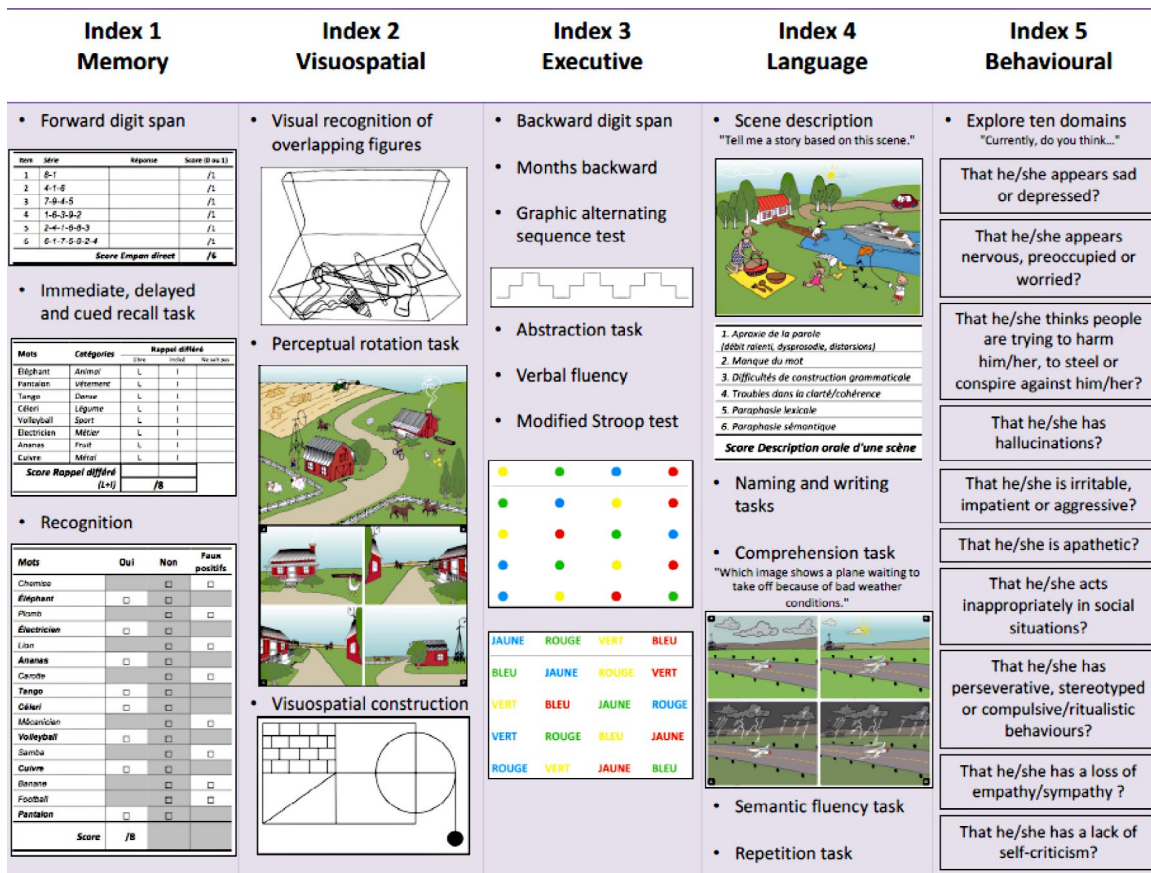 Index 1
Memory
Index 2
Visuospatial
Index 3
Executive
Index 4
Language
Index 5
Behavioural
• Forward digit span
Item Série Réponse Score (0 ou 1)
1 8-1 /1
2 4-1-6 /1
3 7-9-4-5 /1
4 1-6-3-9-2 /1
5 /1
6 /1
Score Empan direct /6
• Immediate, delayed
and cued recall task
Mots Catégories Rappel différé
Libre Indicé Ne sait pas
Éléphant Animal L I
Pantalon Vêtement L I
Tango Danse L I
Céleri Légume L I
Volleyball Sport L I
Électricien Métier L I
Ananas Fruit L I
Cuivre Métal L I
Score Rappel différé
(L+I) /8
• Recognition
Mots Oui Non Faux
positifs
Chemise
Éléphant
Plomb
Électricien
Lion
Ananas
Carotte
Tango
Céleri
Mécanicien
Volleyball
Samba
Cuivre
Banane
Football
Pantalon
Score /8
• Visual recognition of
overlapping figures
• Perceptual rotation task
• Visuospatial construction
• Backward digit span
• Months backward
• Graphic alternating
sequence test
• Abstraction task
• Verbal fluency
• Modified Stroop test
JAUNE ROUGE VERT BLEU
BLEU JAUNE ROUGE VERT
VERT BLEU JAUNE ROUGE
VERT ROUGE BLEU JAUNE
ROUGE VERT JAUNE BLEU
• Scene description
"Tell me a story based on this scene."
1. Apraxie de la parole
(débit ralenti, dysprosodie, distorsions)
2. Manque du mot
3. Difficultés de construction grammaticale
4. Troubles dans la clarté/cohérence
5. Paraphasie lexicale
6. Paraphasie sémantique
Score Description orale d'une scène
• Naming and writing
tasks
• Comprehension task
"Which image shows a plane waiting to
take off because of bad weather
conditions."
• Semantic fluency task
• Repetition task
• Explore ten domains
"Currently, do you think…"
That he/she appears sad
or depressed?
That he/she appears
nervous, preoccupied or
worried?
That he/she thinks people
are trying to harm
him/her, to steel or
conspire against him/her?
That he/she has
hallucinations?
That he/she is irritable,
impatient or aggressive?
That he/she is apathetic?
That he/she acts
inappropriately in social
situations?
That he/she has
perseverative, stereotyped
or compulsive/ritualistic
behaviours?
That he/she has a loss of
empathy/sympathy ?
That he/she has a lack of
self-criticism?